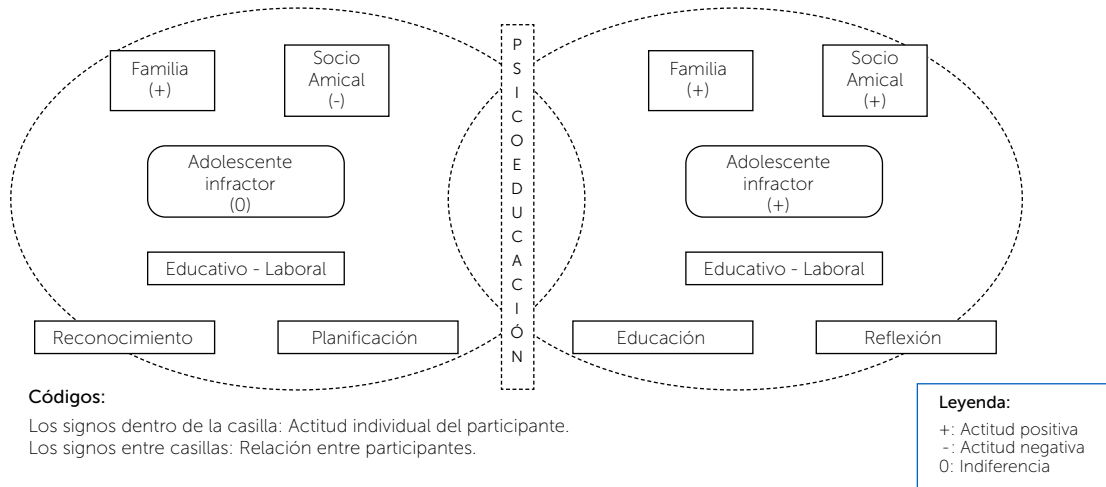 Familia
(+)
Socio
Amical
(-)
Adolescente
infractor
(0)
Educativo - Laboral
Reconocimiento
Planificación
P
S
I
C
O
E
D
U
C
A
C
I
Ó
N
Familia
(+)
Socio
Amical
(+)
Adolescente
infractor
(+)
Educativo - Laboral
Educación
Reflexión
Códigos:
Los signos dentro de la casilla: Actitud individual del participante.
Los signos entre casillas: Relación entre participantes.
Leyenda:
+: Actitud positiva
-: Actitud negativa
0: Indiferencia